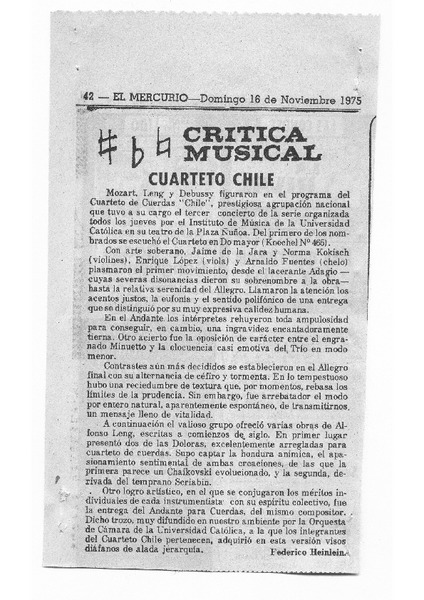 42 — EL MERCURIO—Domingo 16 de Noviembre 1975
CRITICA
MUSICAL
CUARTETO CHILE
Mozart, Leng y Debussy figuraron en el programa del
Cuarteto de Cuerdas "Chile", prestigiosa agrupación nacional
que tuvo a su cargo el tercer concierto de la serie organizada
todos los jueves por el Instituto de Música de la Universidad
Católica en su teatro de la Plaza Ñuñoa. Del primero de los nom-
brados se escuchó el Cuarteto en Do mayor (Koechel Nº 465).
Con arte soberano, Jaime de la Jara y Norma Kokisch
(violines), Enrique López (viola) y Arnaldo Fuentes (chelo)
plasmaron el primer movimiento, desde el lacerante Adagio —
cuyas severas disonancias dieron su sobrenombre a la obra—
hasta la relativa serenidad del Allegro. Llamaron la atención los
acentos justos, la eufonía y el sentido polifónico de una entrega
que se distinguió por su muy expresiva calidez humana.
En el Andante los intérpretes rehuyeron toda ampulosidad
para conseguir, en cambio, una ingravidez encantadoramente
tierna. Otro acierto fue la oposición de carácter entre el engra-
nado Minuetto y la elocuencia casi emotiva del Trío en modo
menor.
Contrastes aún más decididos se establecieron en el Allegro
final con su alternancia de céfiro y tormenta. En lo tempestuoso
hubo una reciedumbre de textura que, por momentos, rebasa los
límites de la prudencia. Sin embargo, fue arrebatador el modo
por entero natural, aparentemente espontáneo, de transmitirnos
un mensaje lleno de vitalidad.
A continuación el valioso grupo ofreció varias obras de Al-
fonso Leng, escritas a comienzos de siglo. En primer lugar
presentó dos de las Doloras, excelentemente arregladas para
cuarteto de cuerdas. Supo captar la hondura anímica, el apa-
sionamiento sentimental de ambas creaciones, de las que la
primera parece un Chaikovski evolucionado, y la segunda, de-
rivada del temprano Scriabin.
Otro logro artístico, en el que se conjugaron los méritos in-
dividuales de cada instrumentista con su espíritu colectivo, fue
la entrega del Andante para Cuerdas, del mismo compositor.
Dicho trozo, muy difundido en nuestro ambiente por la Orquesta
de Cámara de la Universidad Católica, a la que los integrantes
del Cuarteto Chile pertenecen, adquirió en esta versión visos
diáfanos de alada jerarquía.
Federico Heinlein.